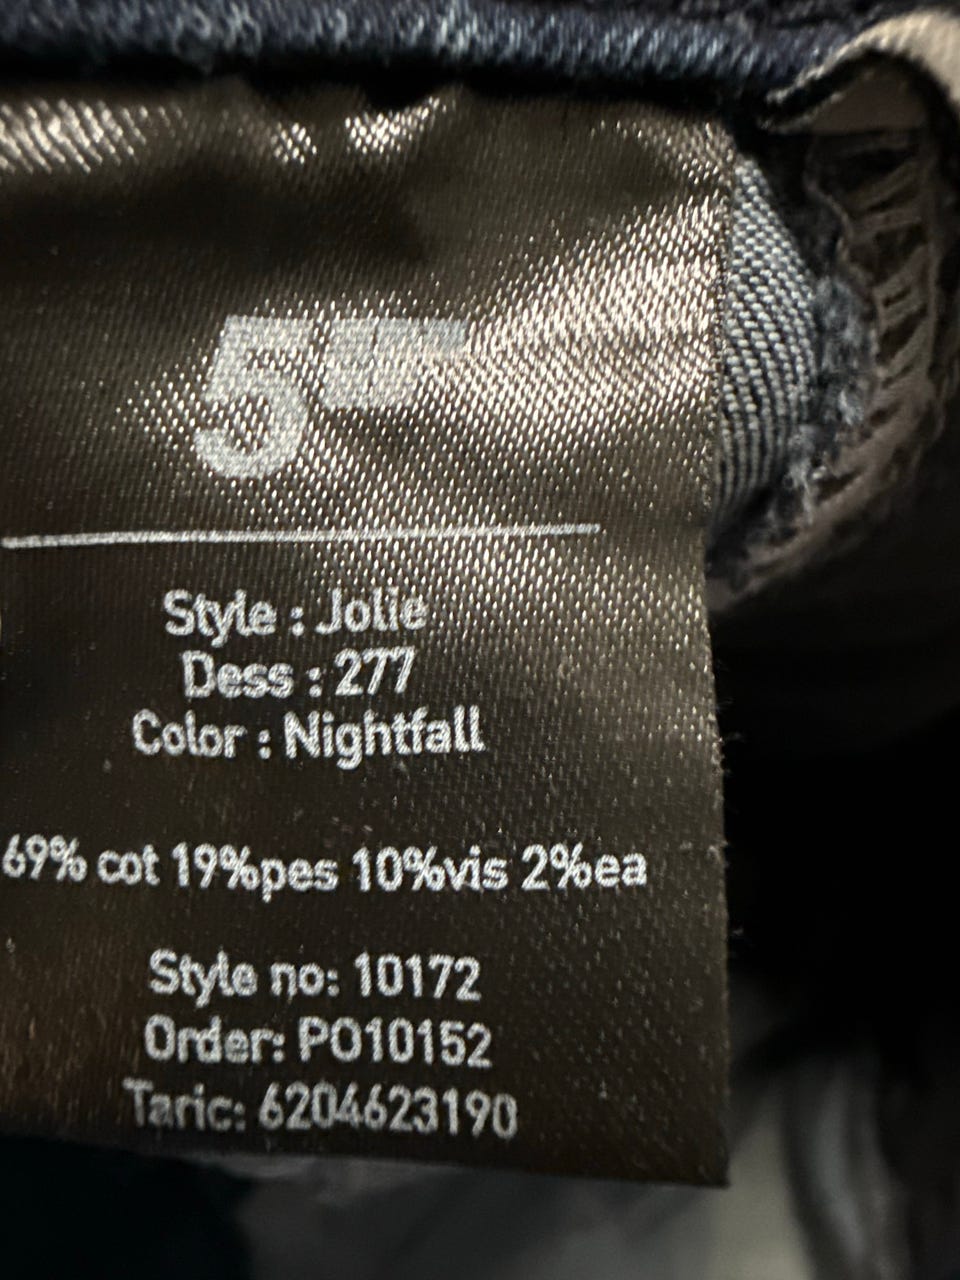 5
Style : Jolie
Dess : 277
Color : Nightfall
69% cot 19%pes 10%vis 2%ea
Style no: 10172
Order: PO10152
Taric: 6204623190